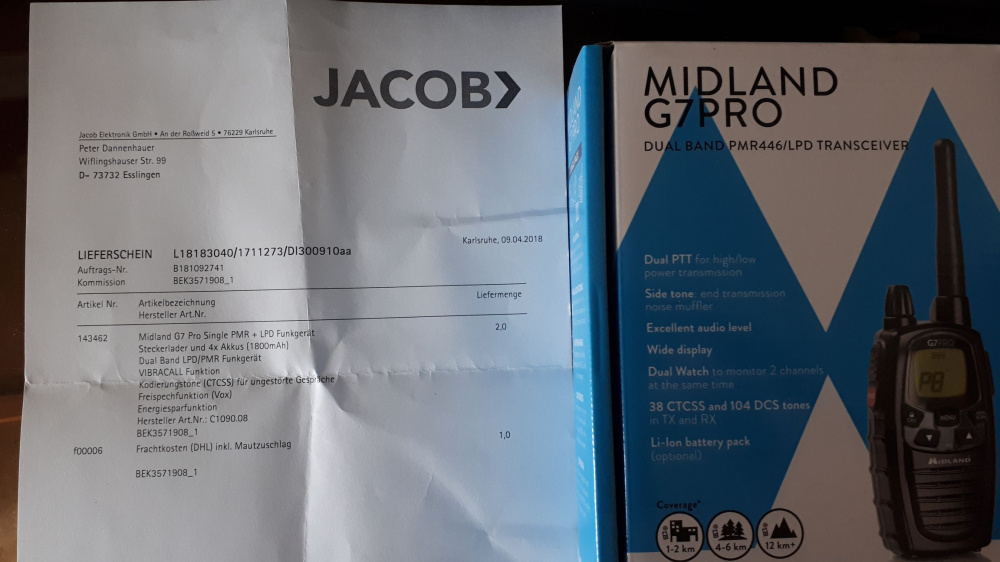 JACOB
Jacob Elektronik GmbH • An der Roßweid 5 • 76229 Karlsruhe
Peter Dannenhauer
Wiflingshauser Str. 99
D- 73732 Esslingen
Karlsruhe, 09.04.2018
LIEFERSCHEIN L18183040/1711273/DI300910aa
Auftrags-Nr. B181092741
Kommission BEK3571908_1
Artikel Nr. Artikelbezeichnung Liefermenge
Hersteller Art.Nr.
143462 Midland G7 Pro Single PMR + LPD Funkgerät 2,0
Steckerlader und 4x Akku (1800mAh)
Dual Band LPD/PMR Funkgerät
VIBRACALL Funktion
Kodierungstöne (CTCSS) für ungestörte Gespräche
Freispechfunktion (Vox)
Energiesparfunktion
Hersteller Art.Nr.: C1090.08
BEK3571908_1
f00006 Frachtkosten (DHL) inkl. Mautzuschlag 1,0
BEK3571908_1
MIDLAND
G7PRO
DUAL BAND PMR446/LPD TRANSCEIVER
Dual PTT for high/low
power transmission
Side tone: end transmission
noise muffler
Excellent audio level
Wide display
Dual Watch to monitor 2 channels
at the same time
38 CTCSS and 104 DCS tones
in TX and RX
Li-Ion battery pack
(optional)
Coverage*
1-2 km
4-6 km
12 km+
G7PRO
P8
MIDLAND